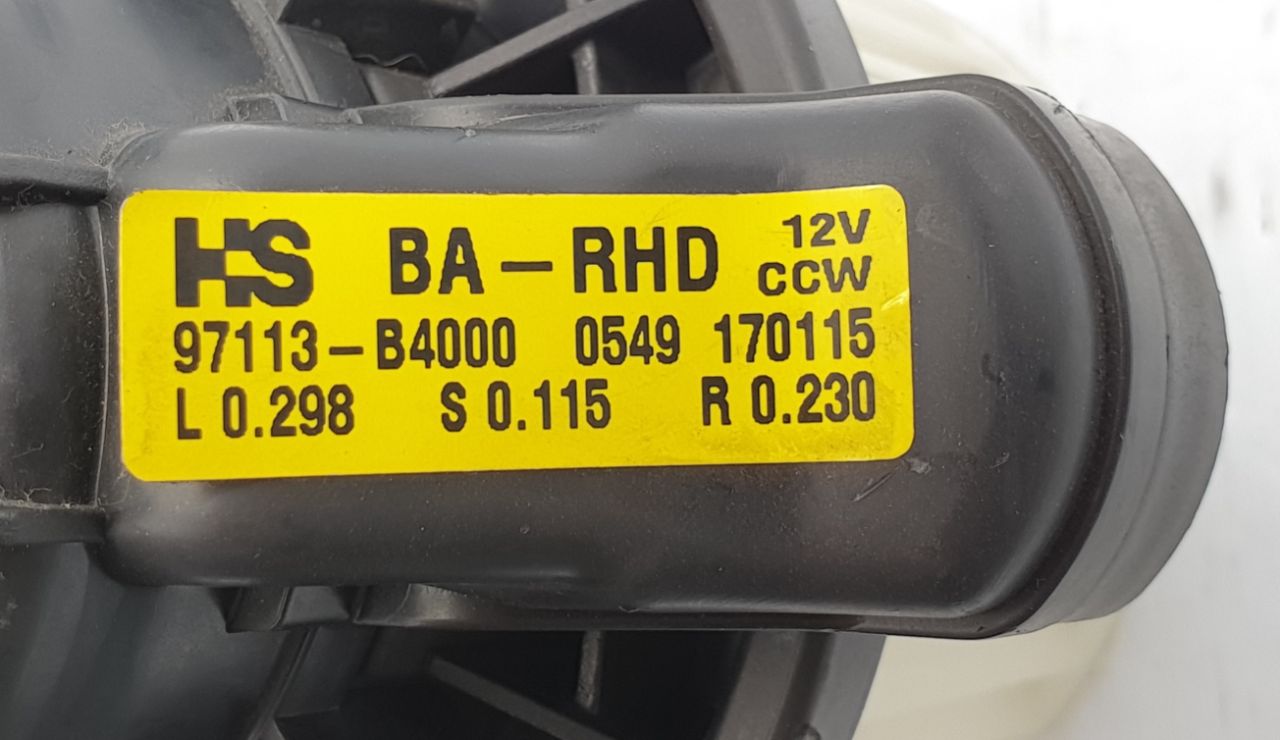 HS BA-RHD 12V
CCW
97113-B4000 0549 170115
L 0.298 S 0.115 R 0.230